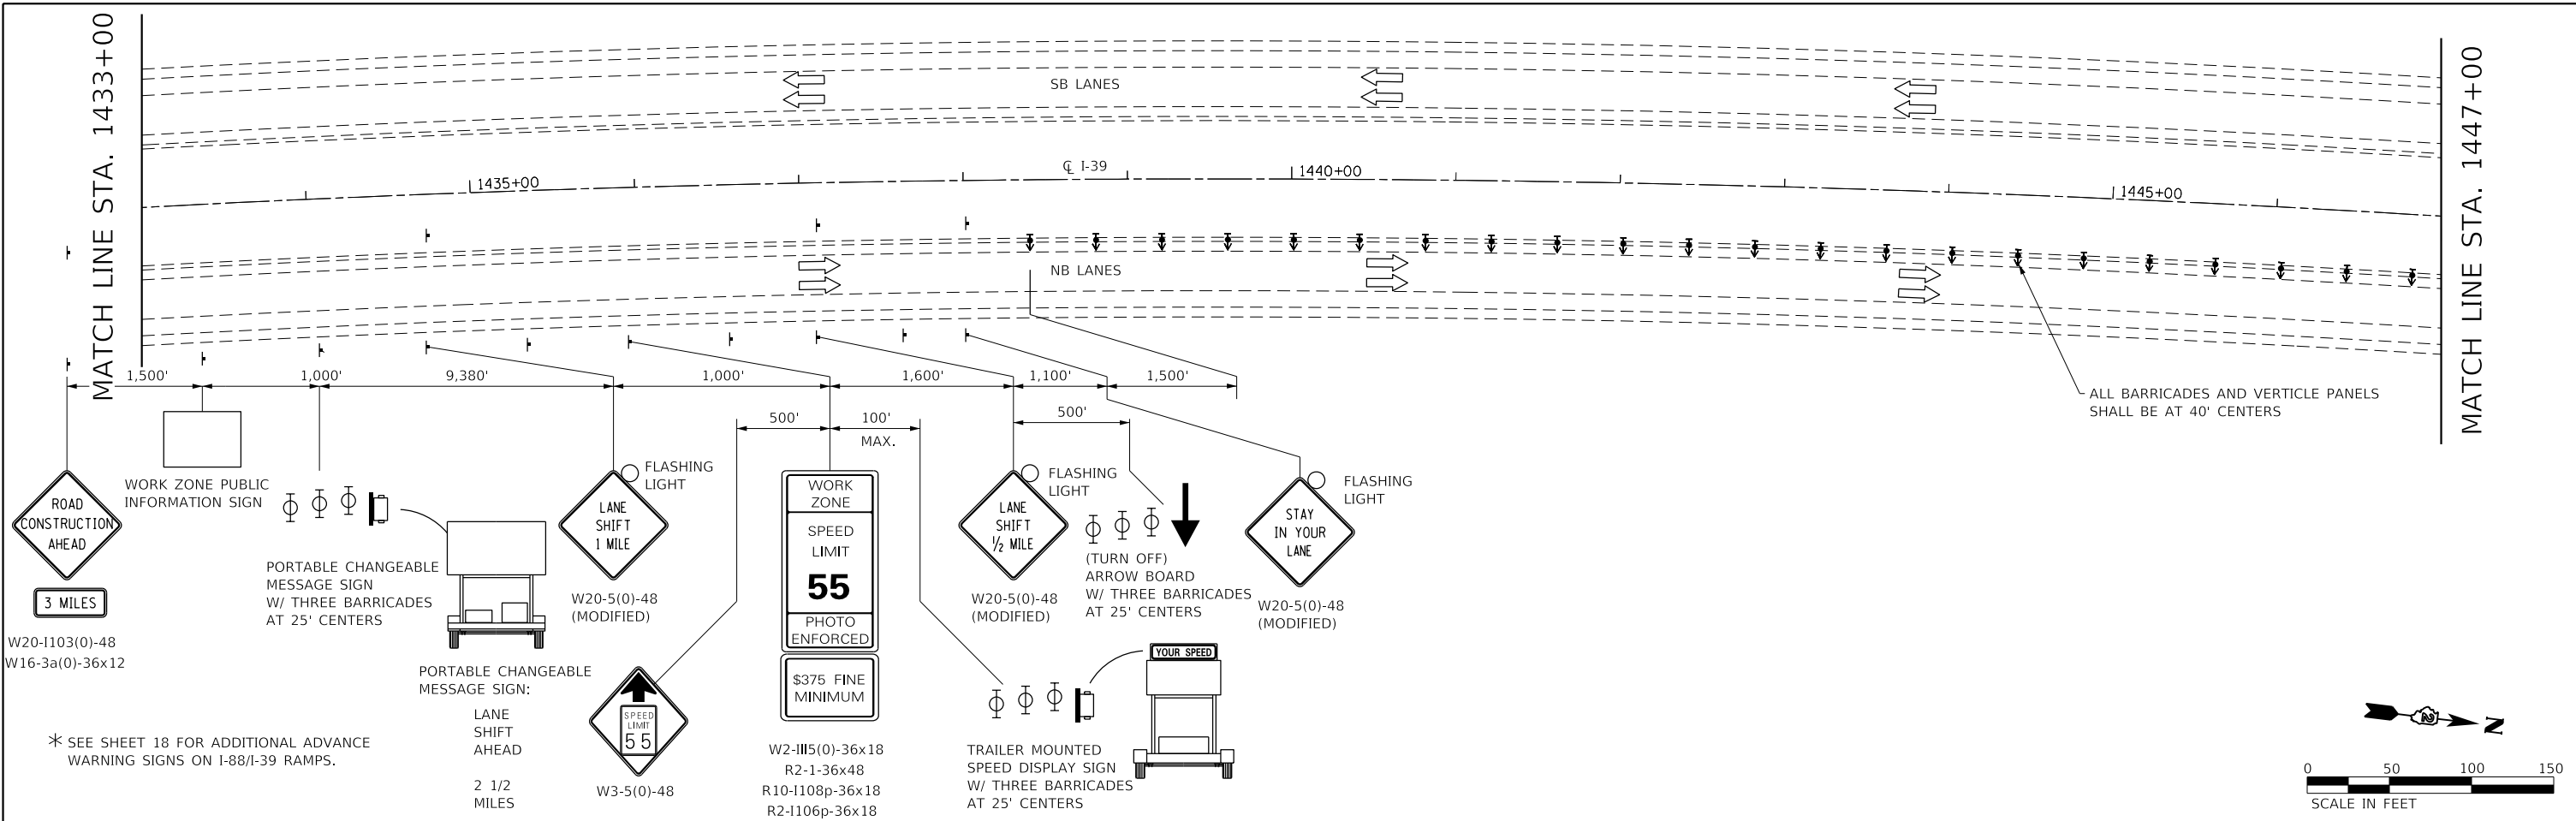 MATCH LINE STA. 1433+00
MATCH LINE STA. 1447+00
SB LANES
℄ I-39
1435+00
1440+00
1445+00
NB LANES
1,500'
1,000'
9,380'
1,000'
1,600'
1,100'
1,500'
500'
100'
MAX.
500'
ALL BARRICADES AND VERTICLE PANELS
SHALL BE AT 40' CENTERS
ROAD
CONSTRUCTION
AHEAD
3 MILES
W20-I103(0)-48
W16-3a(0)-36x12
WORK ZONE PUBLIC
INFORMATION SIGN
PORTABLE CHANGEABLE
MESSAGE SIGN
W/ THREE BARRICADES
AT 25' CENTERS
PORTABLE CHANGEABLE
MESSAGE SIGN:
LANE
SHIFT
AHEAD
2 1/2
MILES
FLASHING
LIGHT
LANE
SHIFT
1 MILE
W20-5(0)-48
(MODIFIED)
SPEED
LIMIT
55
W3-5(0)-48
WORK
ZONE
SPEED
LIMIT
55
PHOTO
ENFORCED
$375 FINE
MINIMUM
R2-1-36x48
R10-I108p-36x18
R2-I106p-36x18
FLASHING
LIGHT
LANE
SHIFT
½ MILE
W20-5(0)-48
(MODIFIED)
(TURN OFF)
ARROW BOARD
W/ THREE BARRICADES
AT 25' CENTERS
YOUR SPEED
TRAILER MOUNTED
SPEED DISPLAY SIGN
W/ THREE BARRICADES
AT 25' CENTERS
FLASHING
LIGHT
STAY
IN YOUR
LANE
W20-5(0)-48
(MODIFIED)
* SEE SHEET 18 FOR ADDITIONAL ADVANCE
WARNING SIGNS ON I-88/I-39 RAMPS.
N
0 50 100 150
SCALE IN FEET